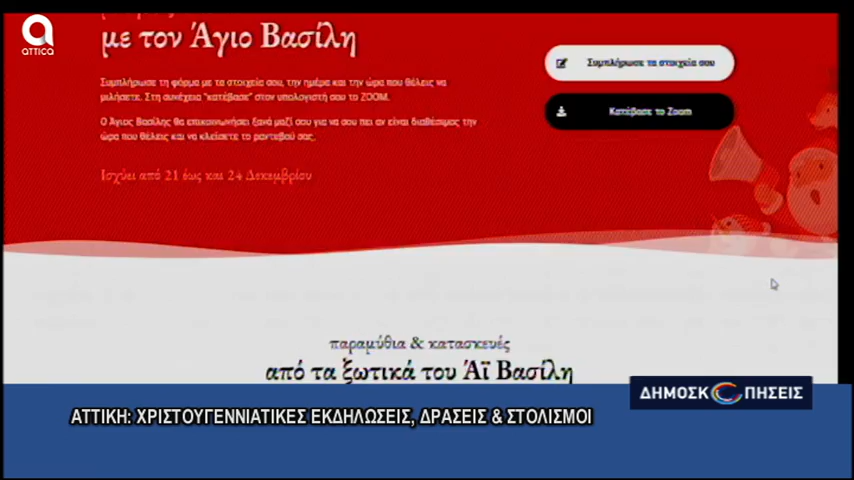 ATTICA
με τον Άγιο Βασίλη
Συμπλήρωσε τη φόρμα με τα στοιχεία σου, την ημέρα και την ώρα που θέλεις να
μιλήσετε. Στη συνέχεια "κατέβασε" στον υπολογιστή σου το ZOOM.
Ο Άγιος Βασίλης θα επικοινωνήσει ξανά μαζί σου για να σου πει αν είναι διαθέσιμος την
ώρα που θέλεις και να κλείσετε το ραντεβού σας.
Ισχύει από 21 έως και 24 Δεκεμβρίου
Συμπλήρωσε τα στοιχεία σου
Κατέβασε το Zoom
παραμύθια & κατασκευές
από τα ξωτικά του Άϊ Βασίλη
ΔΗΜΟΣΚΟΠΗΣΕΙΣ
ΑΤΤΙΚΗ: ΧΡΙΣΤΟΥΓΕΝΝΙΑΤΙΚΕΣ ΕΚΔΗΛΩΣΕΙΣ, ΔΡΑΣΕΙΣ & ΣΤΟΛΙΣΜΟΙ